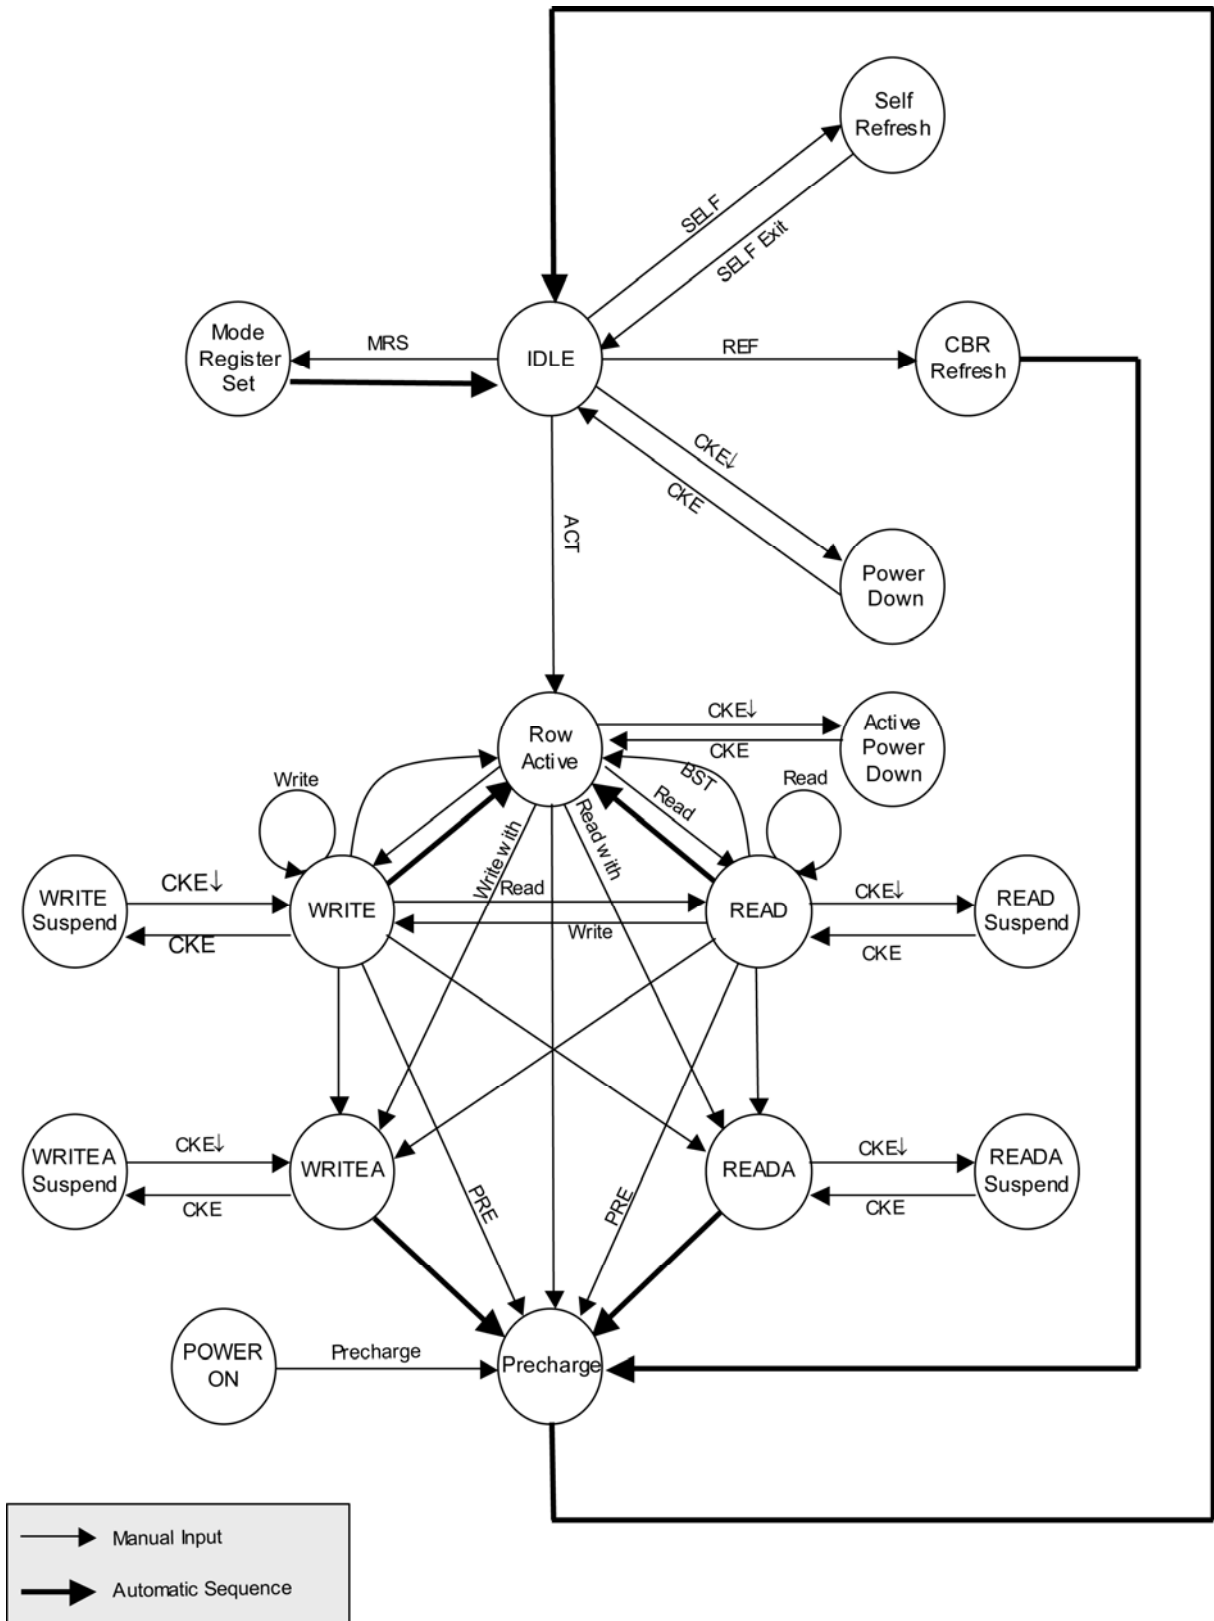 Self
Refresh
SELF
SELF Exit
Mode
Register
Set
MRS
IDLE
REF
CBR
Refresh
CKE↓
CKE
ACT
Power
Down
Row
Active
CKE↓
CKE
Active
Power
Down
BST
Read
Write
Read
Write with
Read with
WRITE
Suspend
CKE↓
CKE
WRITE
Read
Write
READ
CKE↓
CKE
READ
Suspend
WRITEA
Suspend
CKE↓
CKE
WRITEA
PRE
PRE
READA
CKE↓
CKE
READA
Suspend
POWER
ON
Precharge
Precharge
Manual Input
Automatic Sequence